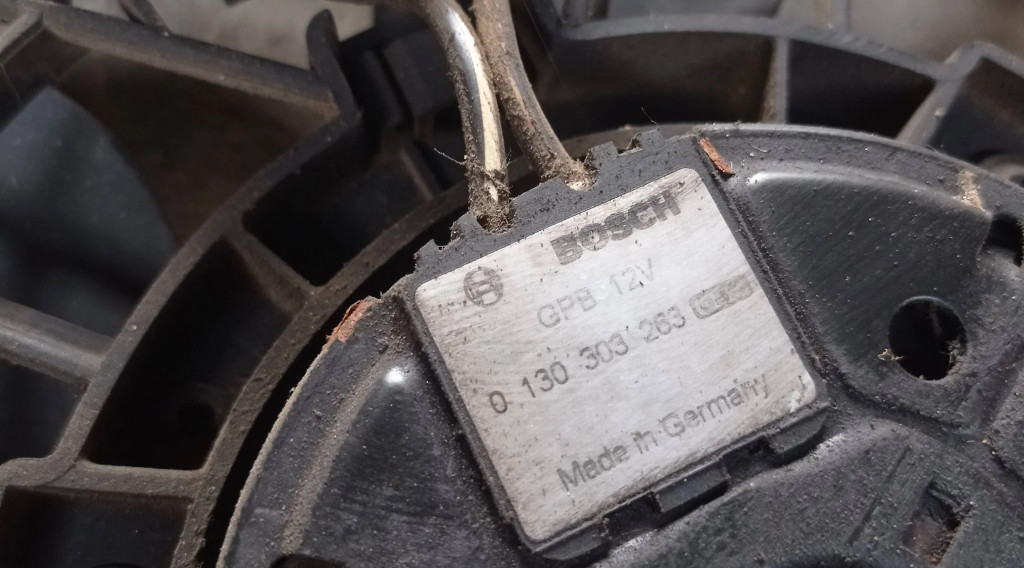 BOSCH
GPB 12V
0 130 303 263
Made in Germany